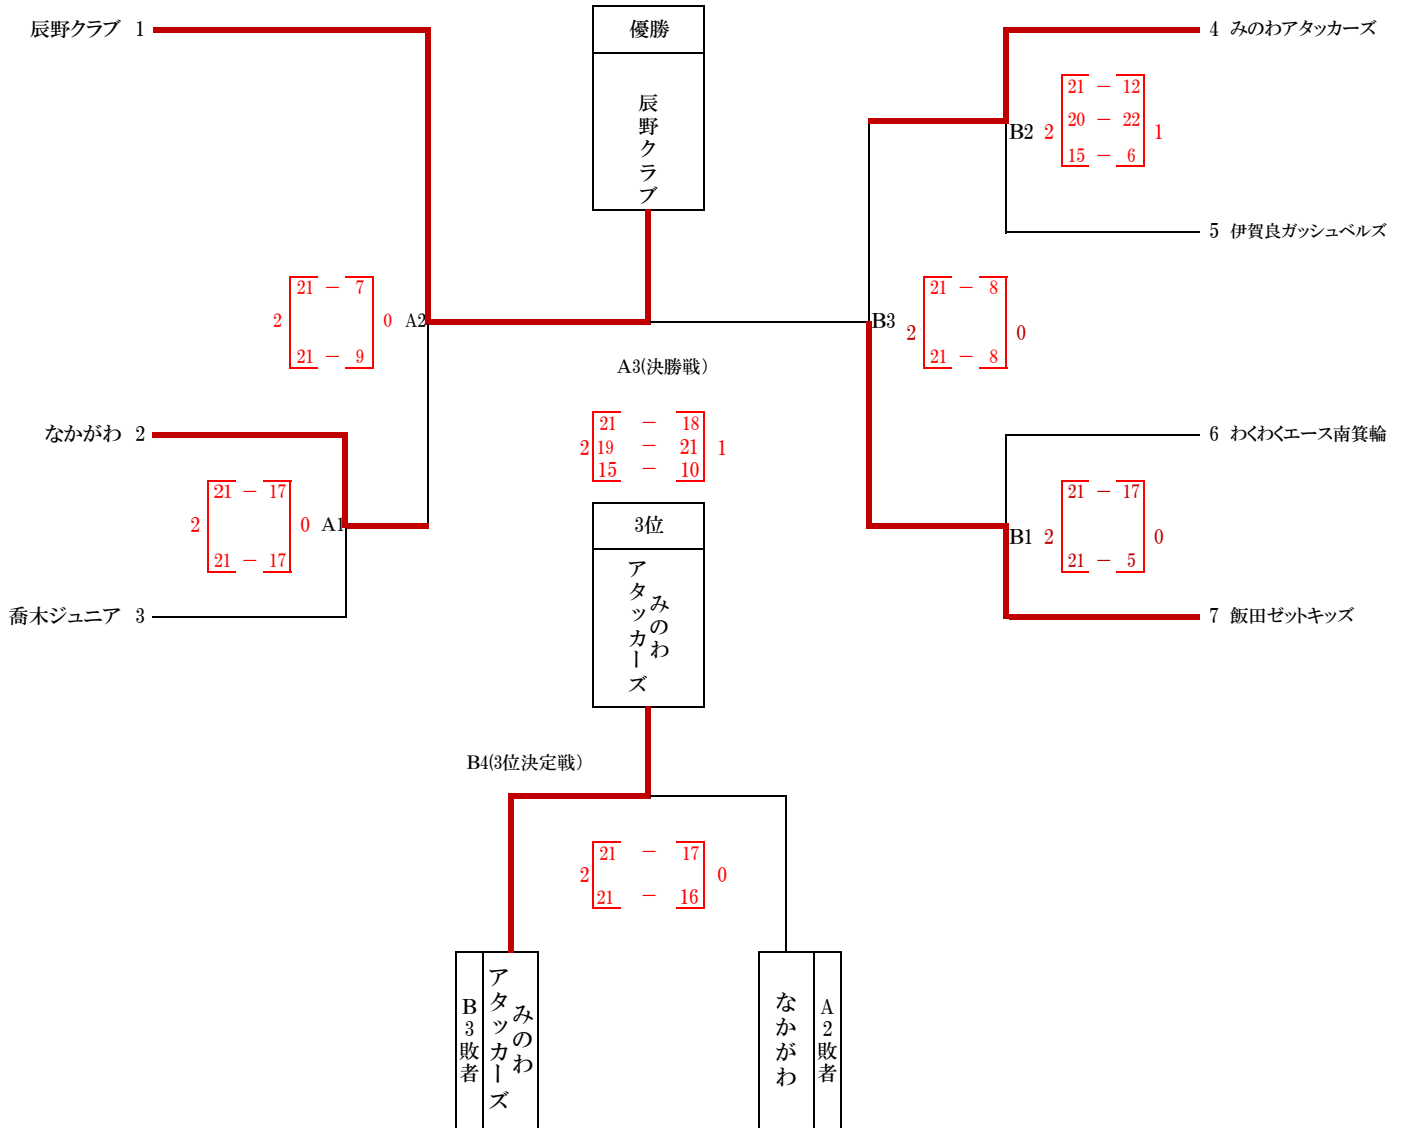 辰野クラブ 1
優勝
辰野クラブ
4 みのわアタッカーズ
21 − 12
B2 2 20 − 22 1
15 − 6
5 伊賀良ガッシュベルズ
21 − 7
2 0 A2
21 − 9
21 − 8
B3 2 0
21 − 8
A3(決勝戦)
21 − 18
2 19 − 21 1
15 − 10
なかがわ 2
21 − 17
2 0 A1
21 − 17
喬木ジュニア 3
6 わくわくエース南箕輪
21 − 17
B1 2 0
21 − 5
7 飯田ゼットキッズ
3位
みのわ
アタッカーズ
B4(3位決定戦)
21 − 17
2 0
21 − 16
B3敗者
みのわ
アタッカーズ
なかがわ
A2敗者